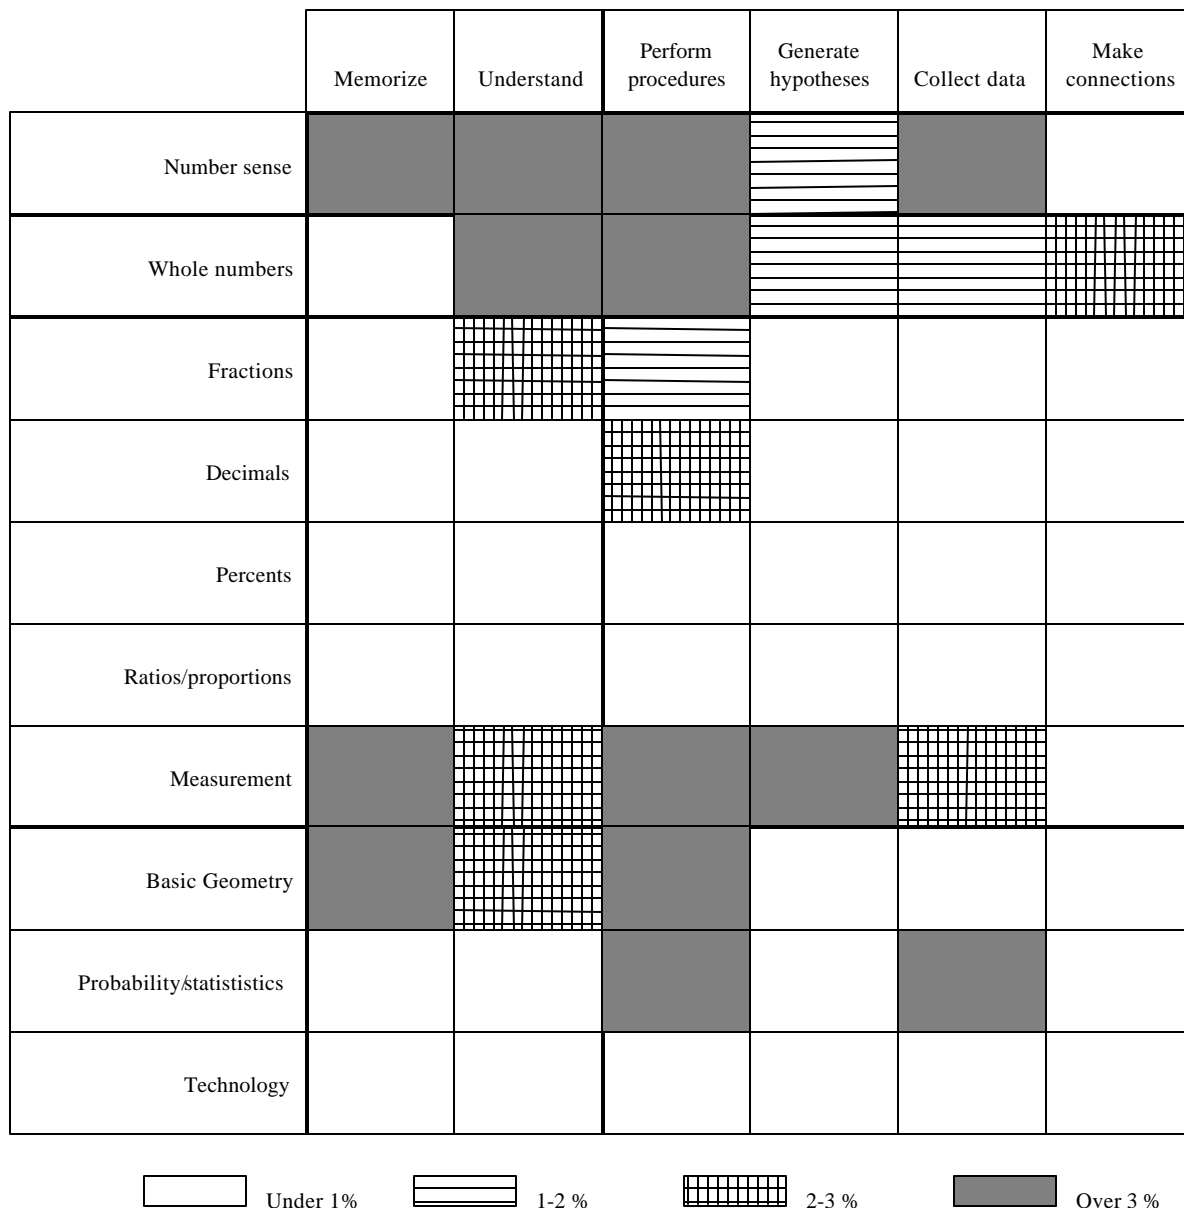 Memorize
Understand
Perform
procedures
Generate
hypotheses
Collect data
Make
connections
Number sense
Whole numbers
Fractions
Decimals
Percents
Ratios/proportions
Measurement
Basic Geometry
Probability/statististics
Technology
Under 1%
1-2 %
2-3 %
Over 3 %